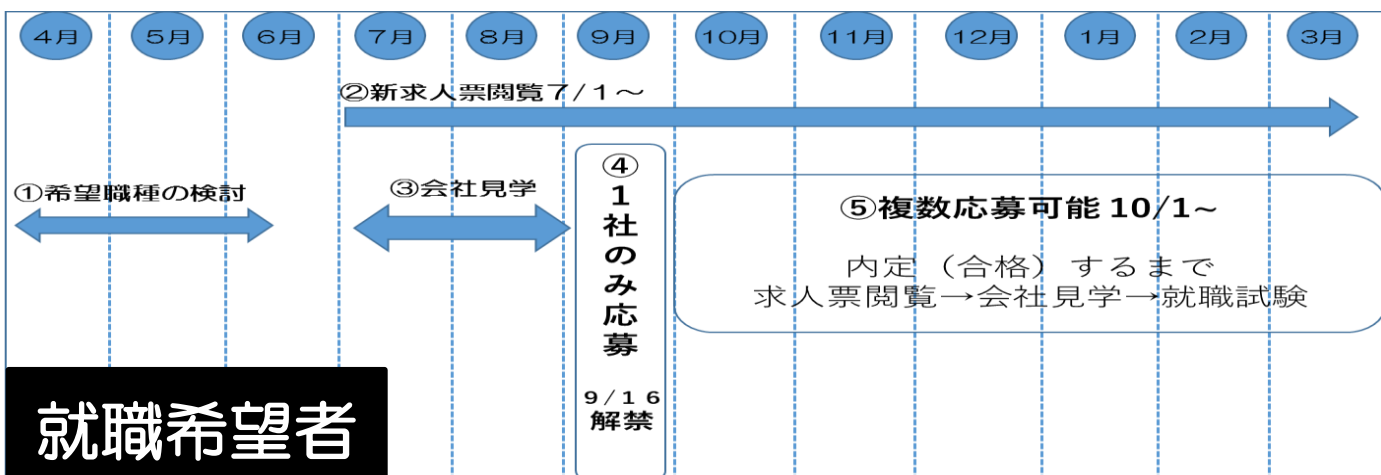 4月 5月 6月 7月 8月 9月 10月 11月 12月 1月 2月 3月
②新求人票閲覧7/1～
①希望職種の検討
③会社見学
④
1
社
の
み
応
募
9/16
解禁
⑤複数応募可能 10/1~
内定（合格）するまで
求人票閲覧→会社見学→就職試験
就職希望者